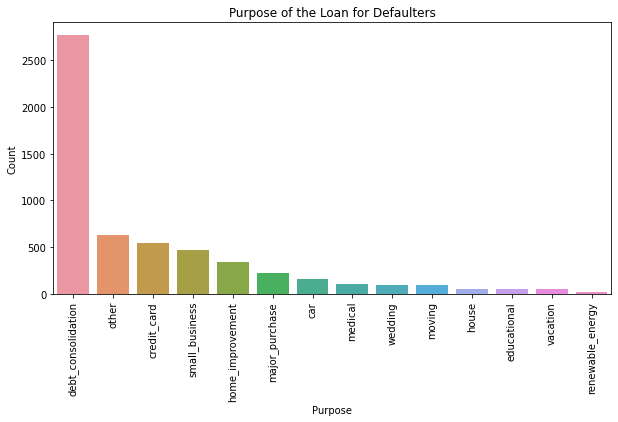 Purpose of the Loan for Defaulters
Count
2500
2000
1500
1000
500
0
debt_consolidation
other
credit_card
small_business
home_improvement
major_purchase
car
medical
wedding
moving
house
educational
vacation
renewable_energy
Purpose